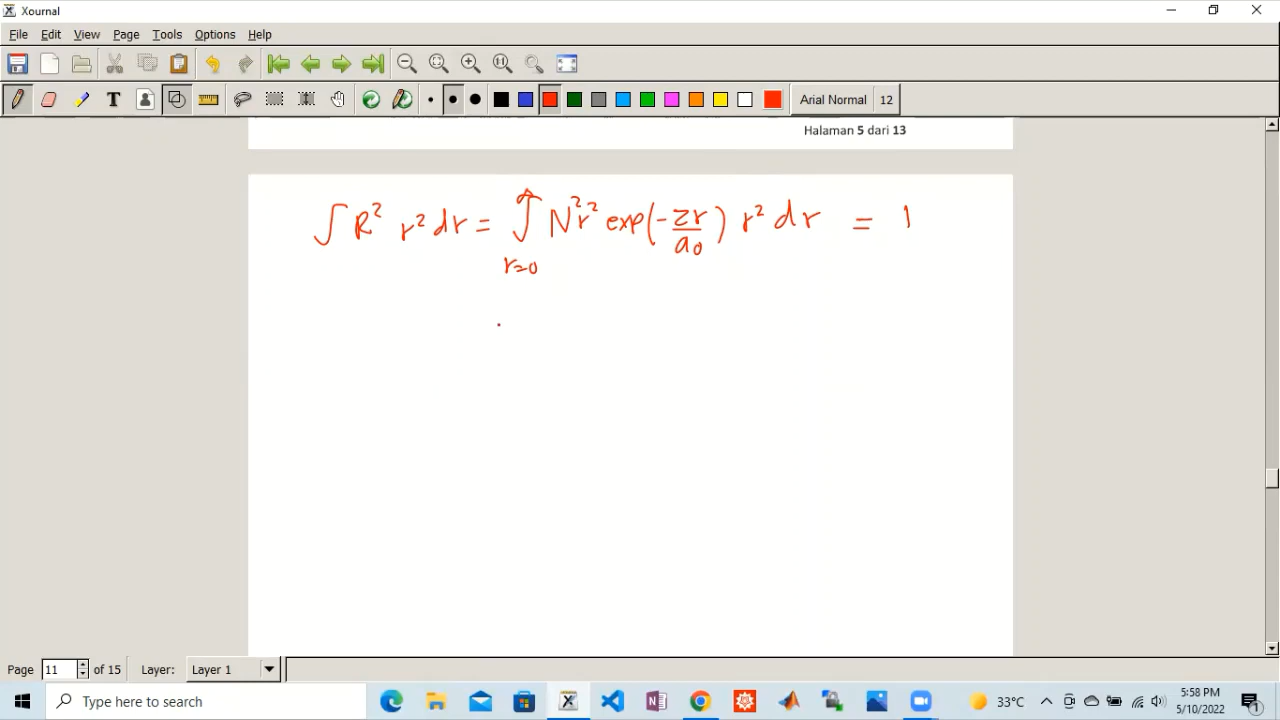 Xournal
File Edit View Page Tools Options Help
T Arial Normal 12
Halaman 5 dari 13
∫ R² r² dr = ∫_{r=0}^{∞} N² r² exp(-Zr/a₀) r² dr = 1
Page 11 of 15 Layer: Layer 1
Type here to search 33°C 5:58 PM
5/10/2022